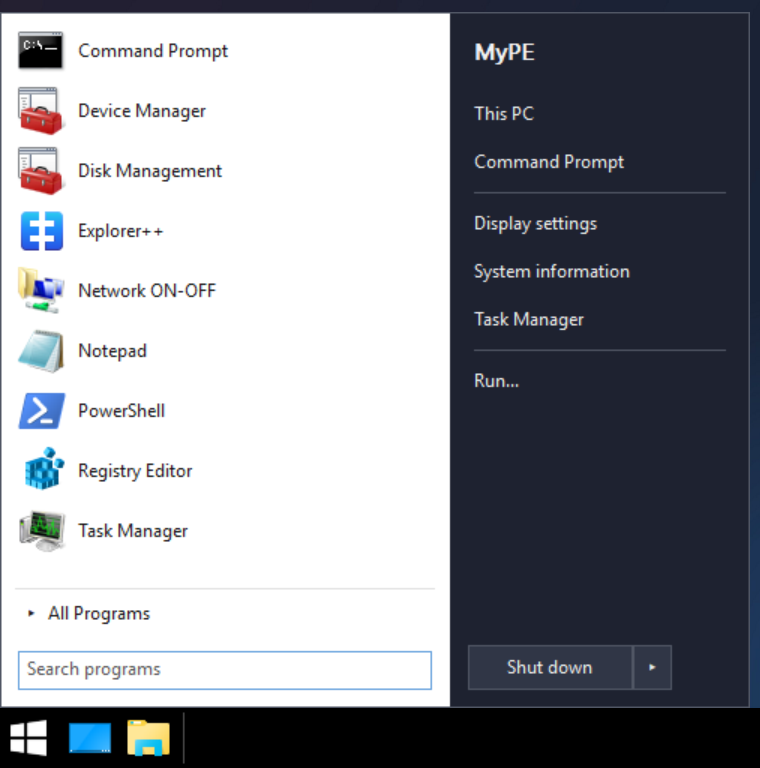 Command Prompt
Device Manager
Disk Management
Explorer++
Network ON-OFF
Notepad
PowerShell
Registry Editor
Task Manager
All Programs
Search programs
MyPE
This PC
Command Prompt
Display settings
System information
Task Manager
Run...
Shut down